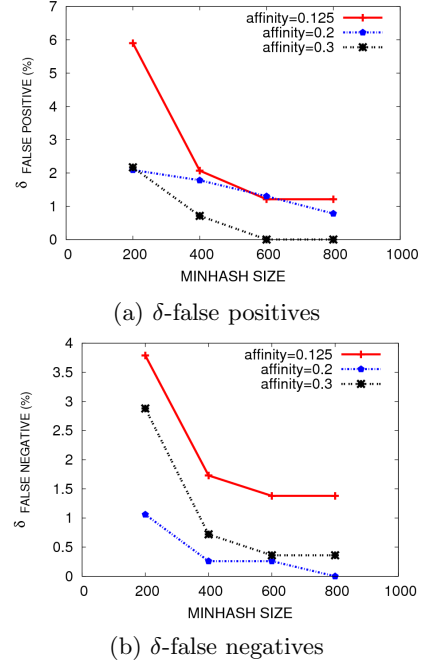 7
6
5
4
3
2
1
0
δ FALSE POSITIVE (%)
affinity=0.125
affinity=0.2
affinity=0.3
0 200 400 600 800 1000
MINHASH SIZE
(a) δ-false positives
4
3.5
3
2.5
2
1.5
1
0.5
0
δ FALSE NEGATIVE (%)
affinity=0.125
affinity=0.2
affinity=0.3
0 200 400 600 800 1000
MINHASH SIZE
(b) δ-false negatives